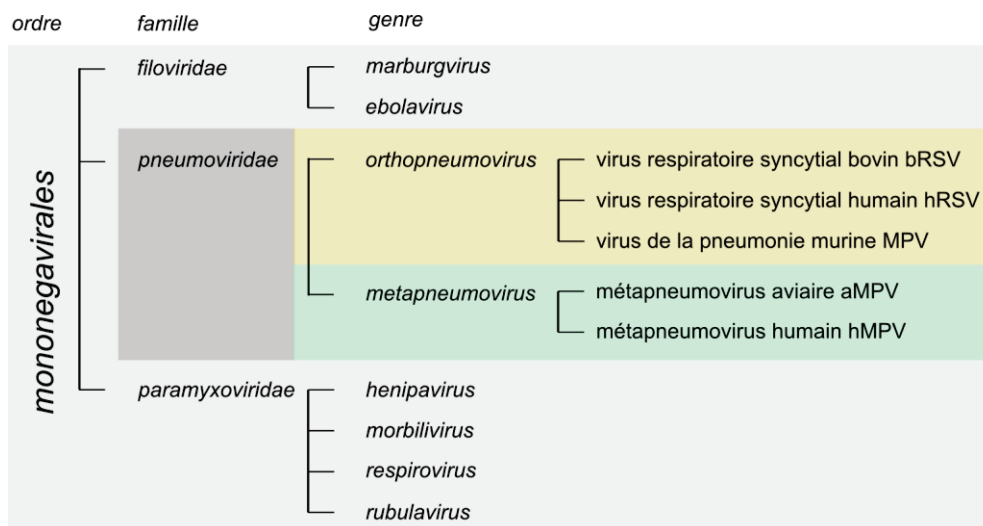 ordre famille genre
mononegavirales
filoviridae
marburgvirus
ebolavirus
pneumoviridae
orthopneumovirus
virus respiratoire syncytial bovin bRSV
virus respiratoire syncytial humain hRSV
virus de la pneumonie murine MPV
metapneumovirus
métapneumovirus aviaire aMPV
métapneumovirus humain hMPV
paramyxoviridae
henipavirus
morbilivirus
respirovirus
rubulavirus